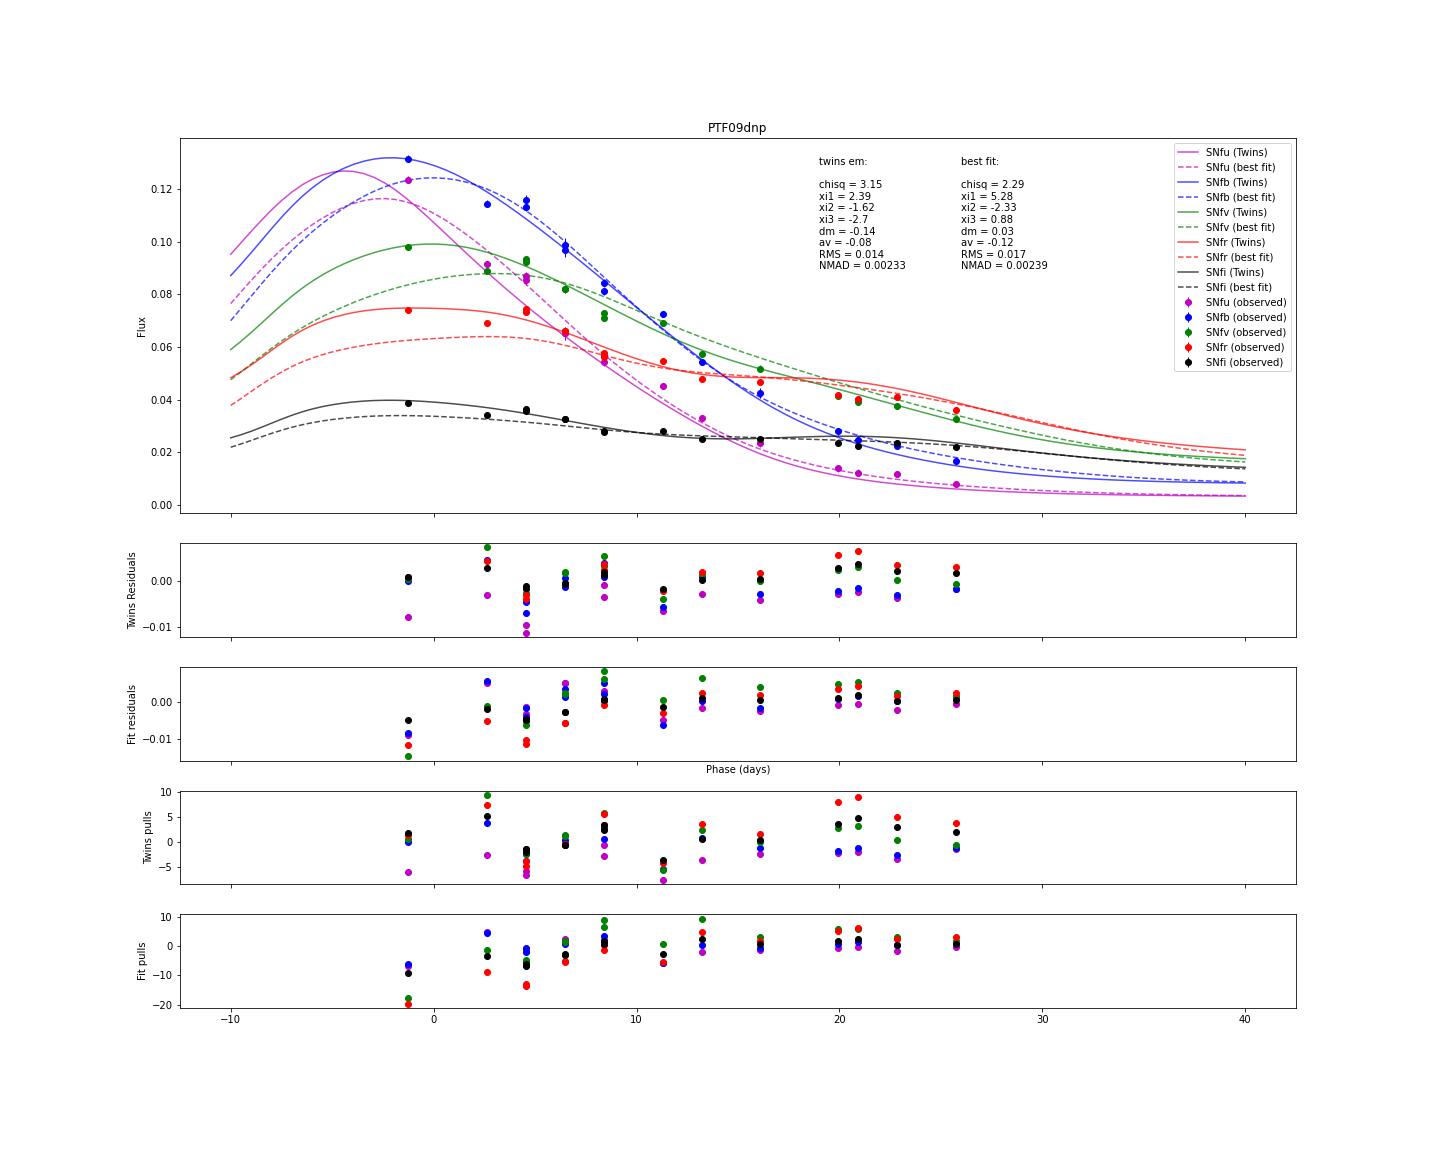 PTF09dnp
twins em:
chisq = 3.15
xi1 = 2.39
xi2 = -1.62
xi3 = -2.7
dm = -0.14
av = -0.08
RMS = 0.014
NMAD = 0.00233
best fit:
chisq = 2.29
xi1 = 5.28
xi2 = -2.33
xi3 = 0.88
dm = 0.03
av = -0.12
RMS = 0.017
NMAD = 0.00239
SNfu (Twins)
SNfu (best fit)
SNfb (Twins)
SNfb (best fit)
SNfv (Twins)
SNfv (best fit)
SNfr (Twins)
SNfr (best fit)
SNfi (Twins)
SNfi (best fit)
SNfu (observed)
SNfb (observed)
SNfv (observed)
SNfr (observed)
SNfi (observed)
Flux
0.12
0.10
0.08
0.06
0.04
0.02
0.00
Twins Residuals
0.00
−0.01
Fit residuals
0.00
−0.01
Phase (days)
Twins pulls
10
5
0
−5
Fit pulls
10
0
−10
−20
−10
0
10
20
30
40